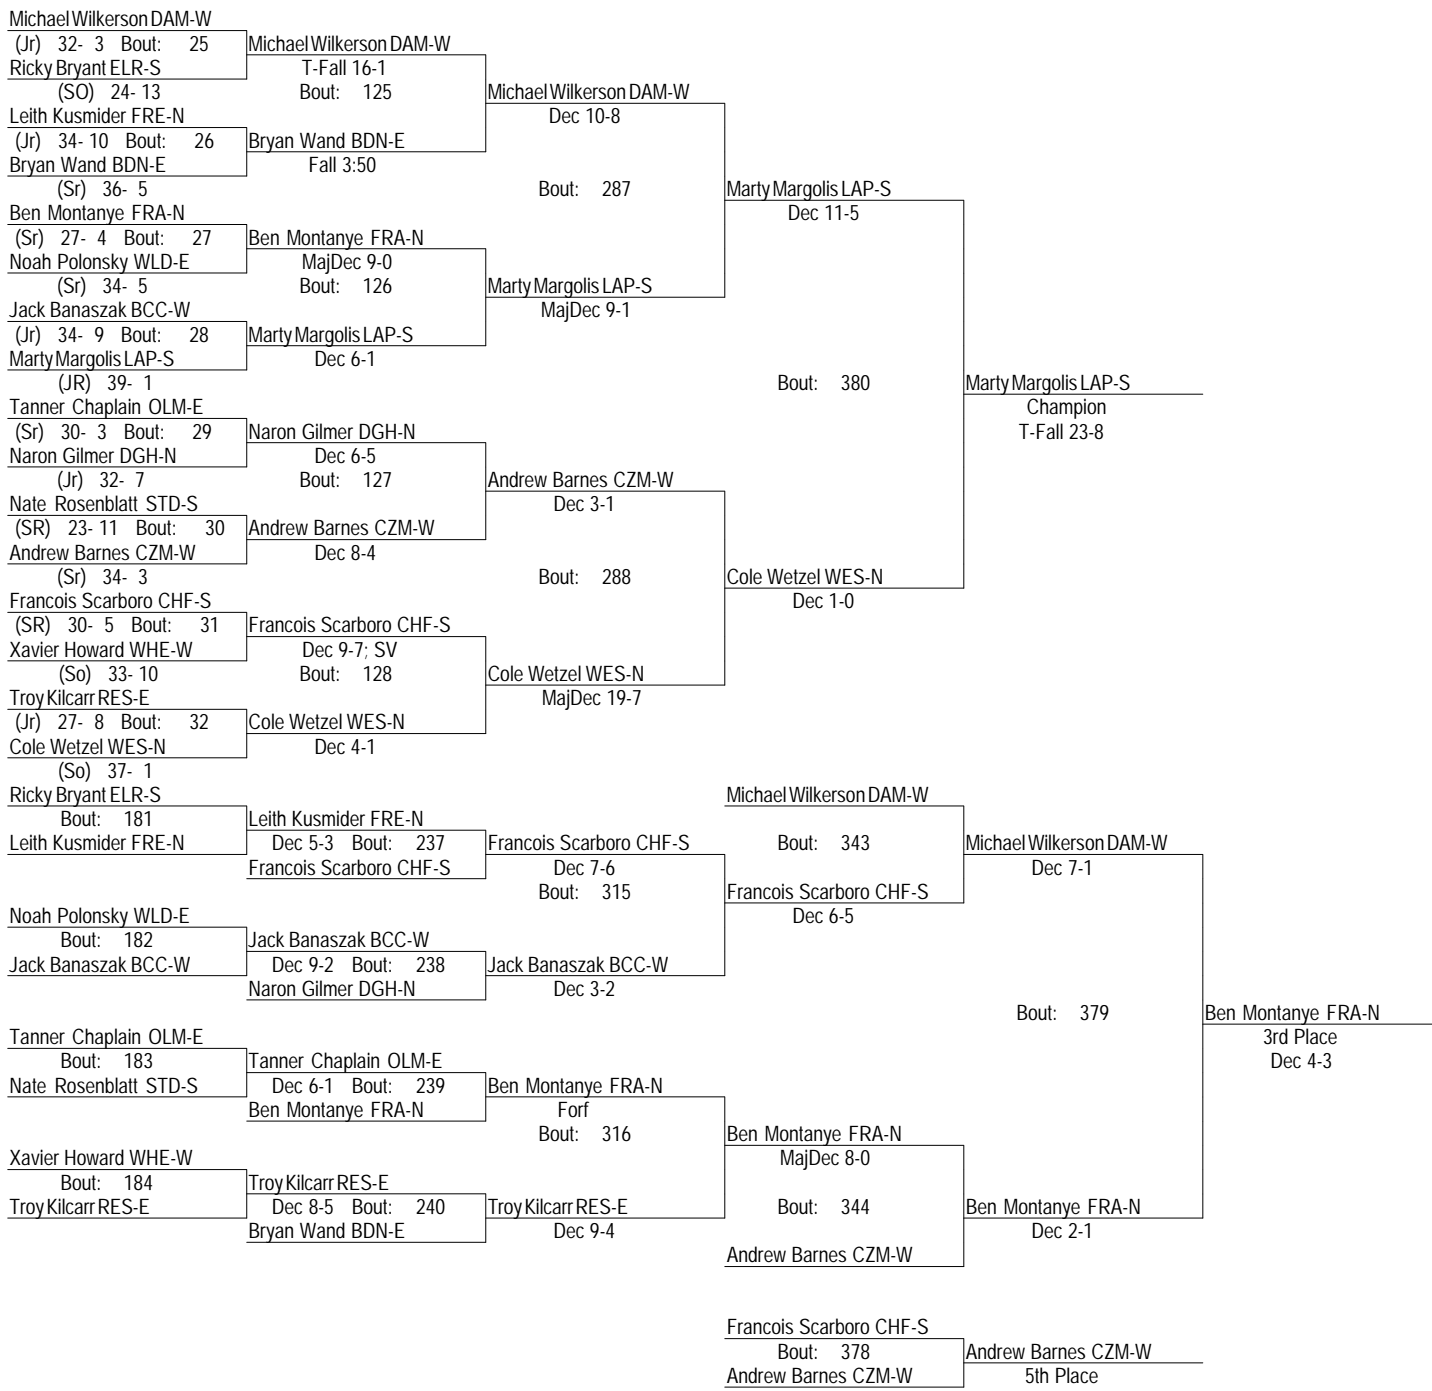 Michael Wilkerson DAM-W
(Jr) 32- 3 Bout: 25
Michael Wilkerson DAM-W
Ricky Bryant ELR-S
T-Fall 16-1
(SO) 24- 13
Bout: 125
Michael Wilkerson DAM-W
Leith Kusmider FRE-N
Dec 10-8
(Jr) 34- 10 Bout: 26
Bryan Wand BDN-E
Bryan Wand BDN-E
Fall 3:50
(Sr) 36- 5
Bout: 287
Marty Margolis LAP-S
Ben Montanye FRA-N
Dec 11-5
(Sr) 27- 4 Bout: 27
Ben Montanye FRA-N
Noah Polonsky WLD-E
MajDec 9-0
(Sr) 34- 5
Bout: 126
Marty Margolis LAP-S
Jack Banaszak BCC-W
MajDec 9-1
(Jr) 34- 9 Bout: 28
Marty Margolis LAP-S
Marty Margolis LAP-S
Dec 6-1
(JR) 39- 1
Bout: 380
Marty Margolis LAP-S
Tanner Chaplain OLM-E
Champion
(Sr) 30- 3 Bout: 29
Naron Gilmer DGH-N
T-Fall 23-8
Naron Gilmer DGH-N
Dec 6-5
(Jr) 32- 7
Bout: 127
Andrew Barnes CZM-W
Nate Rosenblatt STD-S
Dec 3-1
(SR) 23- 11 Bout: 30
Andrew Barnes CZM-W
Andrew Barnes CZM-W
Dec 8-4
(Sr) 34- 3
Bout: 288
Cole Wetzel WES-N
Francois Scarboro CHF-S
Dec 1-0
(SR) 30- 5 Bout: 31
Francois Scarboro CHF-S
Xavier Howard WHE-W
Dec 9-7; SV
(So) 33- 10
Bout: 128
Cole Wetzel WES-N
Troy Kilcarr RES-E
MajDec 19-7
(Jr) 27- 8 Bout: 32
Cole Wetzel WES-N
Cole Wetzel WES-N
Dec 4-1
(So) 37- 1
Ricky Bryant ELR-S
Michael Wilkerson DAM-W
Bout: 181
Leith Kusmider FRE-N
Leith Kusmider FRE-N
Dec 5-3 Bout: 237
Francois Scarboro CHF-S
Bout: 343
Michael Wilkerson DAM-W
Francois Scarboro CHF-S
Dec 7-6
Dec 7-1
Bout: 315
Francois Scarboro CHF-S
Noah Polonsky WLD-E
Dec 6-5
Bout: 182
Jack Banaszak BCC-W
Jack Banaszak BCC-W
Dec 9-2 Bout: 238
Jack Banaszak BCC-W
Naron Gilmer DGH-N
Dec 3-2
Bout: 379
Ben Montanye FRA-N
Tanner Chaplain OLM-E
3rd Place
Bout: 183
Tanner Chaplain OLM-E
Dec 4-3
Nate Rosenblatt STD-S
Dec 6-1 Bout: 239
Ben Montanye FRA-N
Ben Montanye FRA-N
Forf
Bout: 316
Ben Montanye FRA-N
Xavier Howard WHE-W
MajDec 8-0
Bout: 184
Troy Kilcarr RES-E
Troy Kilcarr RES-E
Dec 8-5 Bout: 240
Troy Kilcarr RES-E
Bout: 344
Ben Montanye FRA-N
Bryan Wand BDN-E
Dec 9-4
Dec 2-1
Andrew Barnes CZM-W
Francois Scarboro CHF-S
Bout: 378
Andrew Barnes CZM-W
Andrew Barnes CZM-W
5th Place